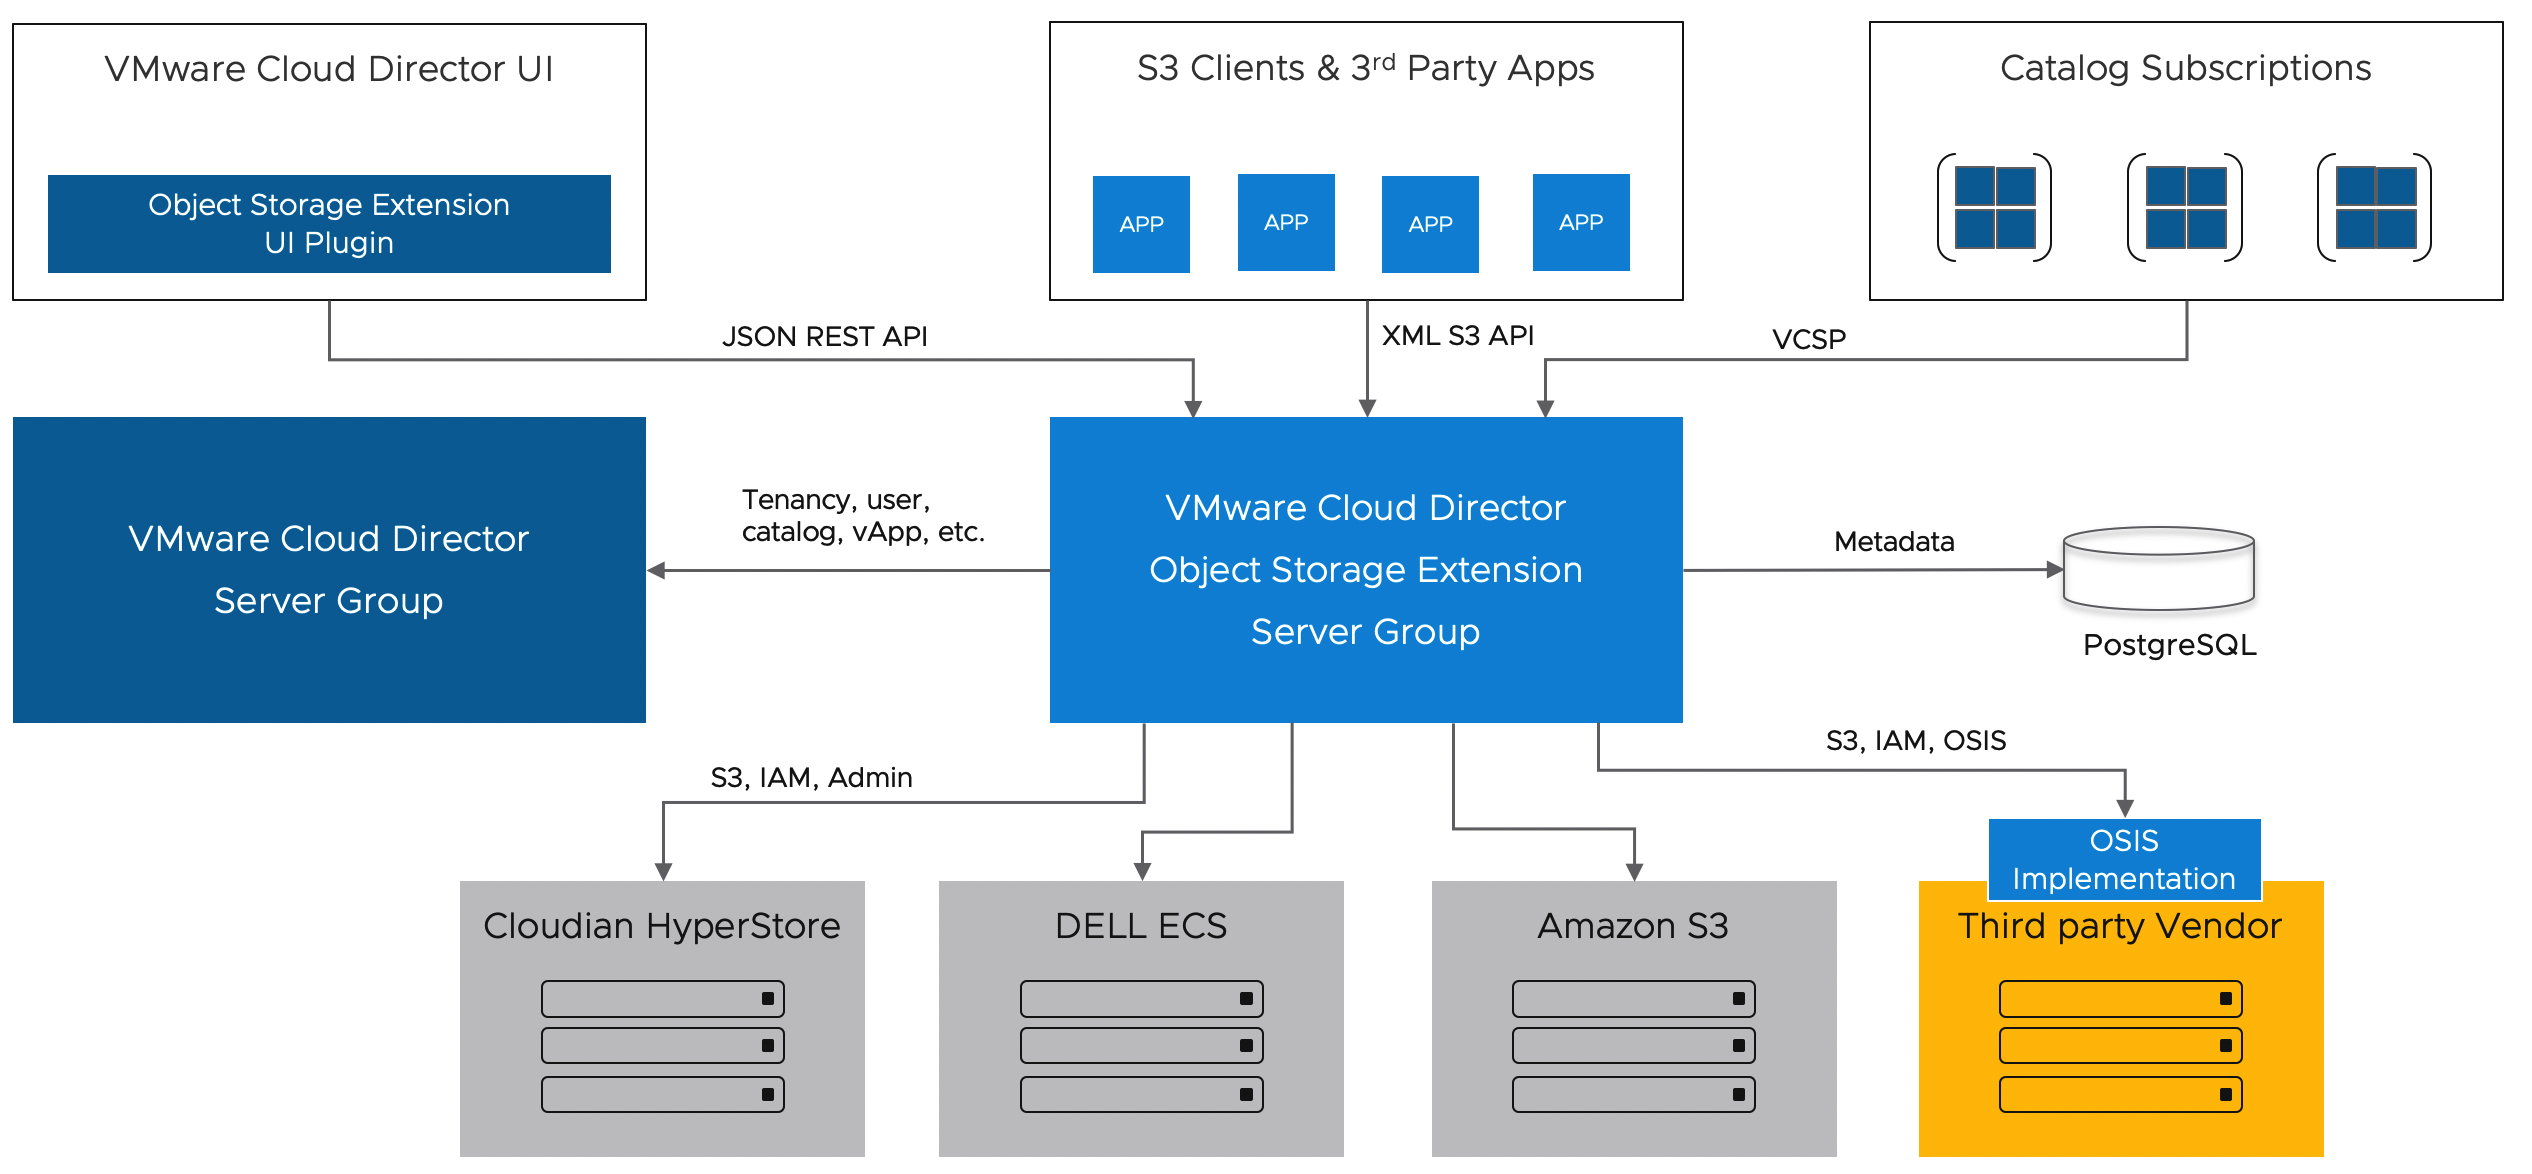 VMware Cloud Director UI
Object Storage Extension
UI Plugin
S3 Clients & 3rd Party Apps
APP
APP
APP
APP
Catalog Subscriptions
JSON REST API
XML S3 API
VCSP
VMware Cloud Director
Server Group
Tenancy, user,
catalog, vApp, etc.
VMware Cloud Director
Object Storage Extension
Server Group
Metadata
PostgreSQL
S3, IAM, Admin
S3, IAM, OSIS
Cloudian HyperStore
DELL ECS
Amazon S3
OSIS
Implementation
Third party Vendor